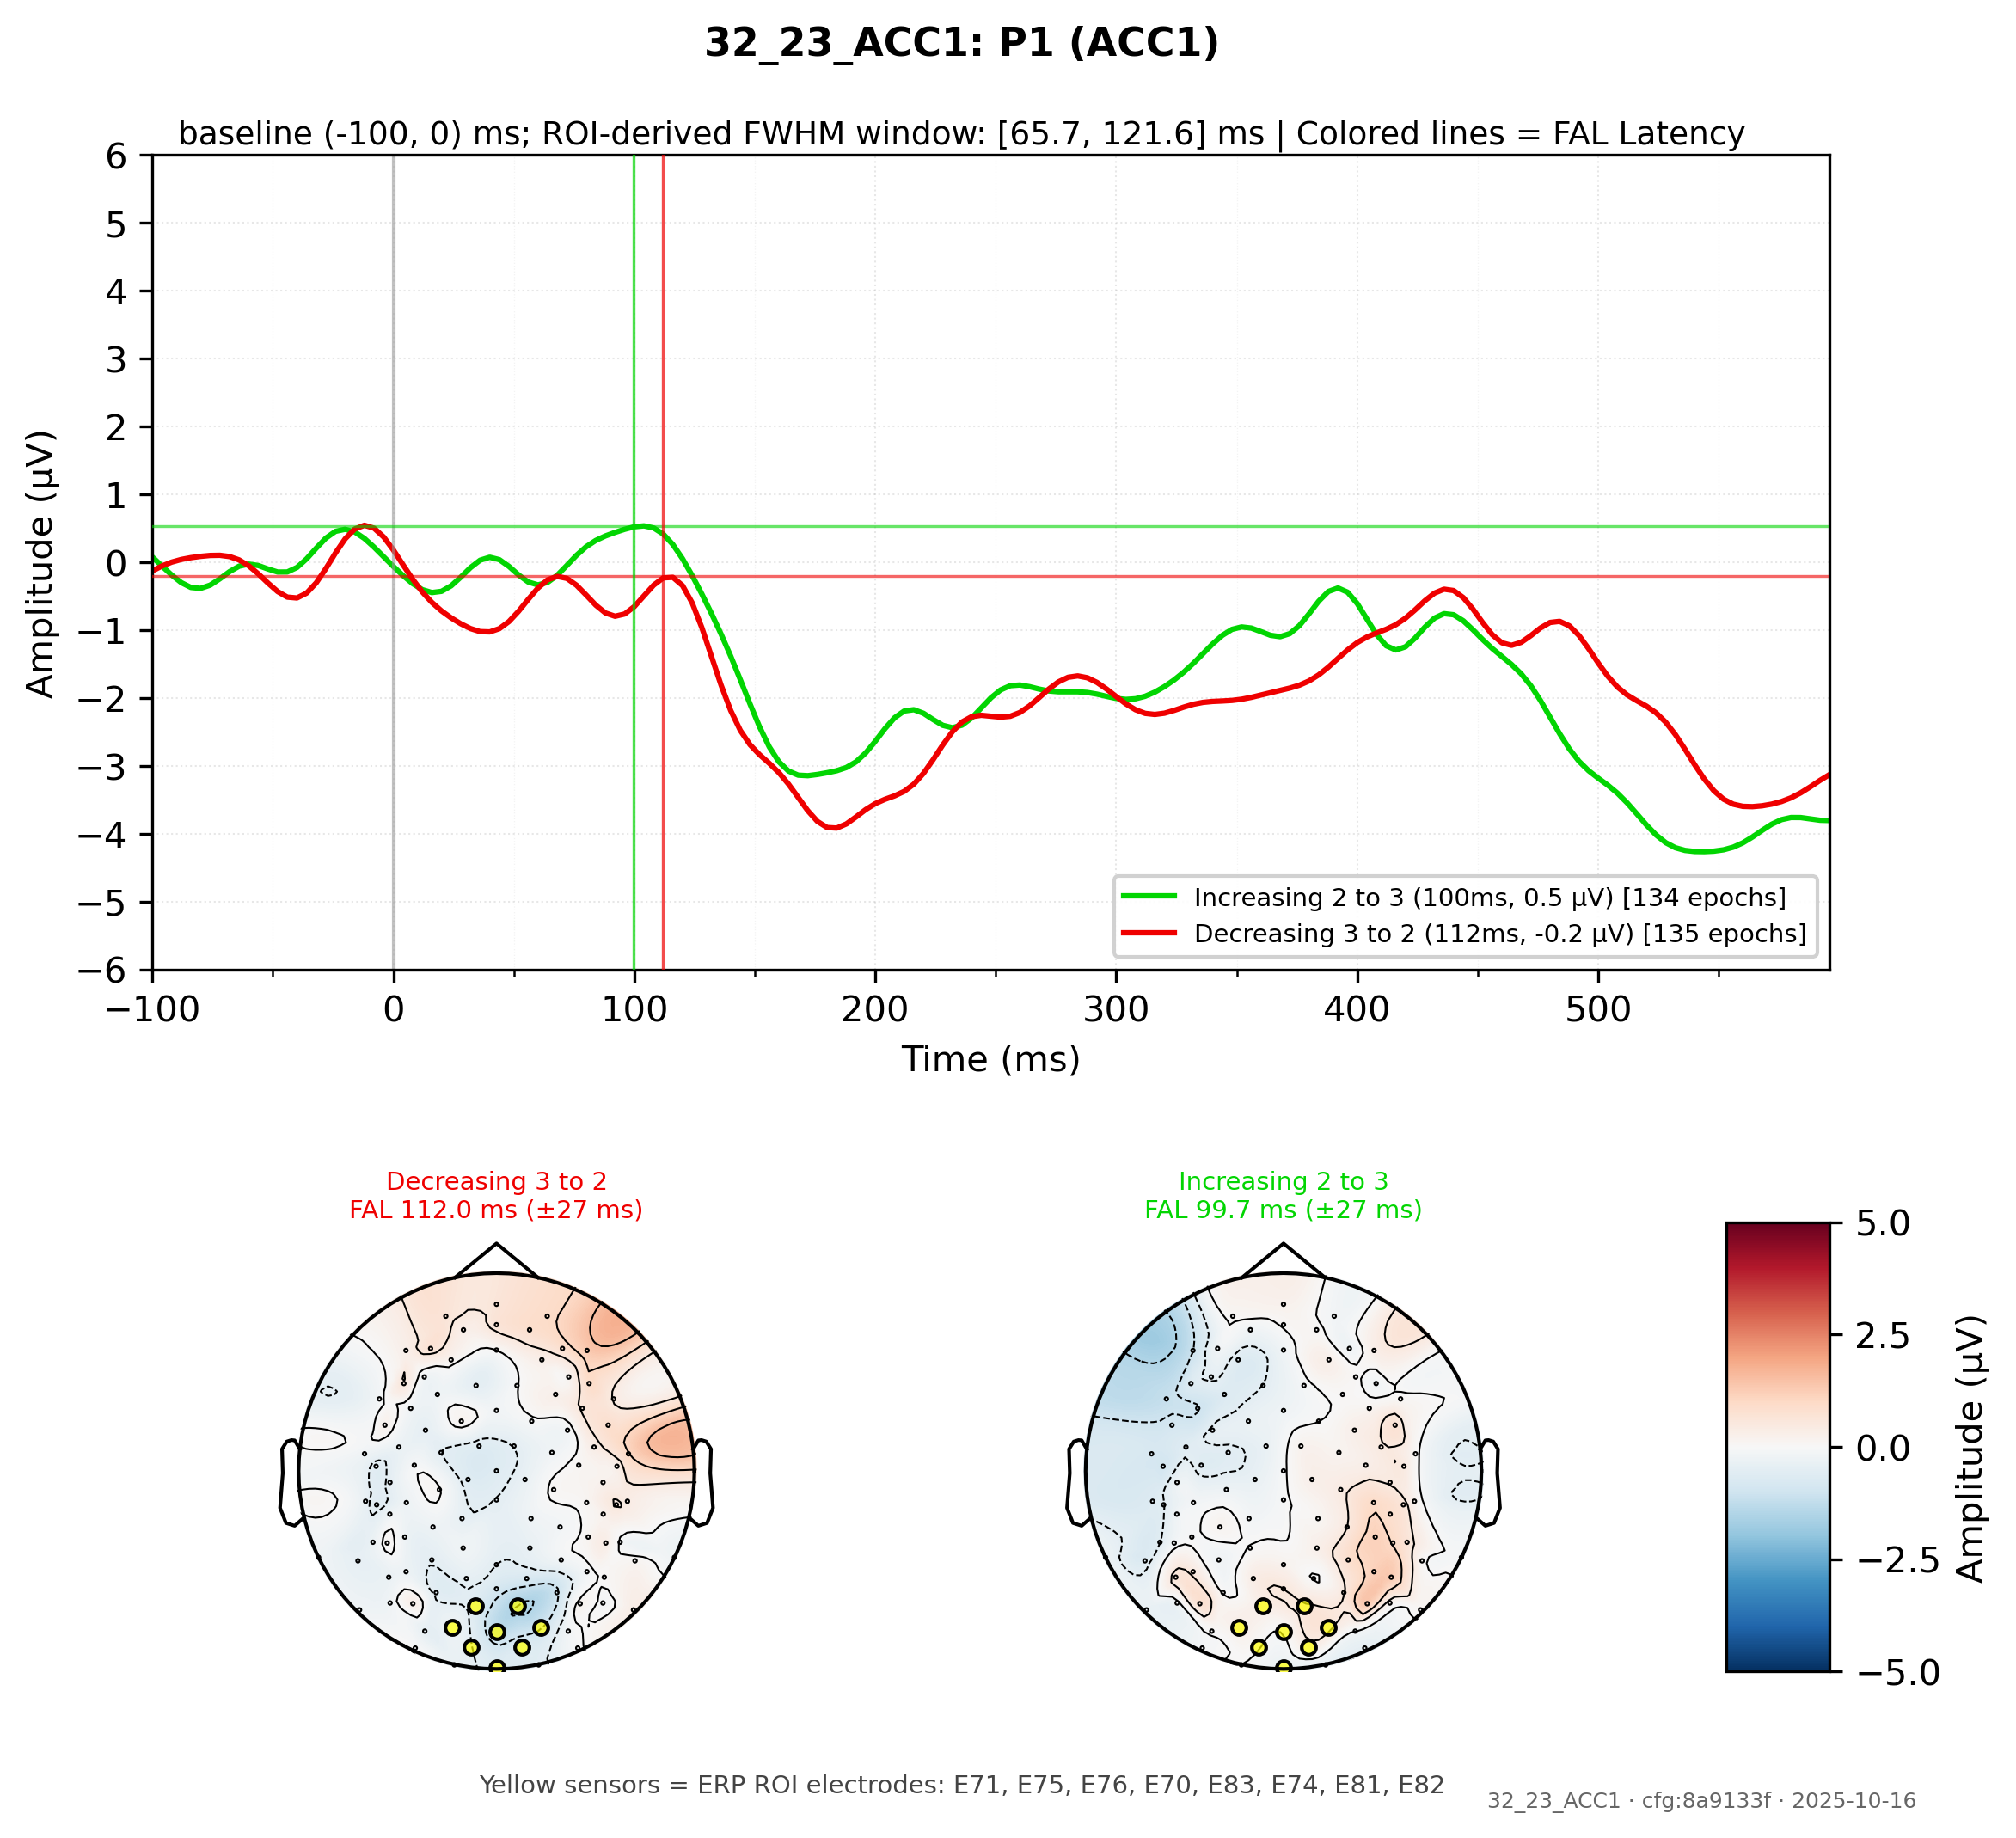 32_23_ACC1: P1 (ACC1)
baseline (-100, 0) ms; ROI-derived FWHM window: [65.7, 121.6] ms | Colored lines = FAL Latency
6
5
4
3
2
1
0
−1
−2
−3
−4
−5
−6
Amplitude (µV)
−100
0
100
200
300
400
500
Time (ms)
Increasing 2 to 3 (100ms, 0.5 µV) [134 epochs]
Decreasing 3 to 2 (112ms, -0.2 µV) [135 epochs]
Decreasing 3 to 2
FAL 112.0 ms (±27 ms)
Increasing 2 to 3
FAL 99.7 ms (±27 ms)
5.0
2.5
0.0
−2.5
−5.0
Amplitude (µV)
Yellow sensors = ERP ROI electrodes: E71, E75, E76, E70, E83, E74, E81, E82
32_23_ACC1 · cfg:8a9133f · 2025-10-16